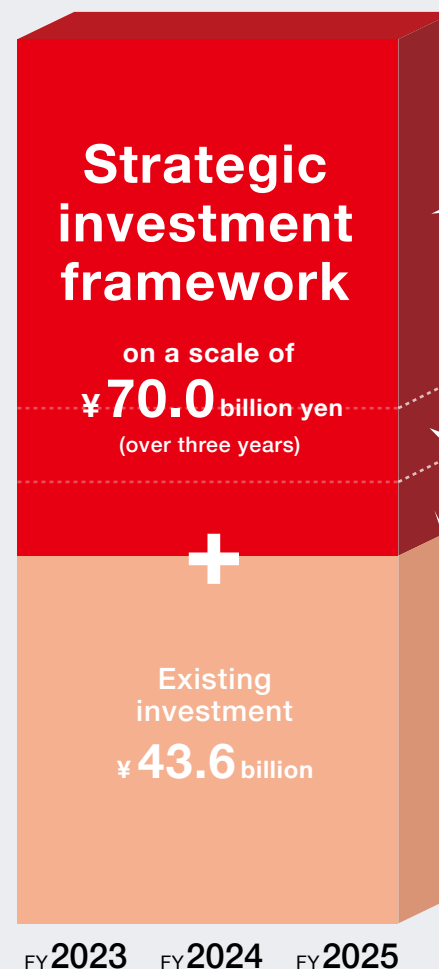 Strategic
investment
framework
on a scale of
¥70.0 billion yen
(over three years)
+
Existing
investment
¥43.6 billion
FY2023 FY2024 FY2025